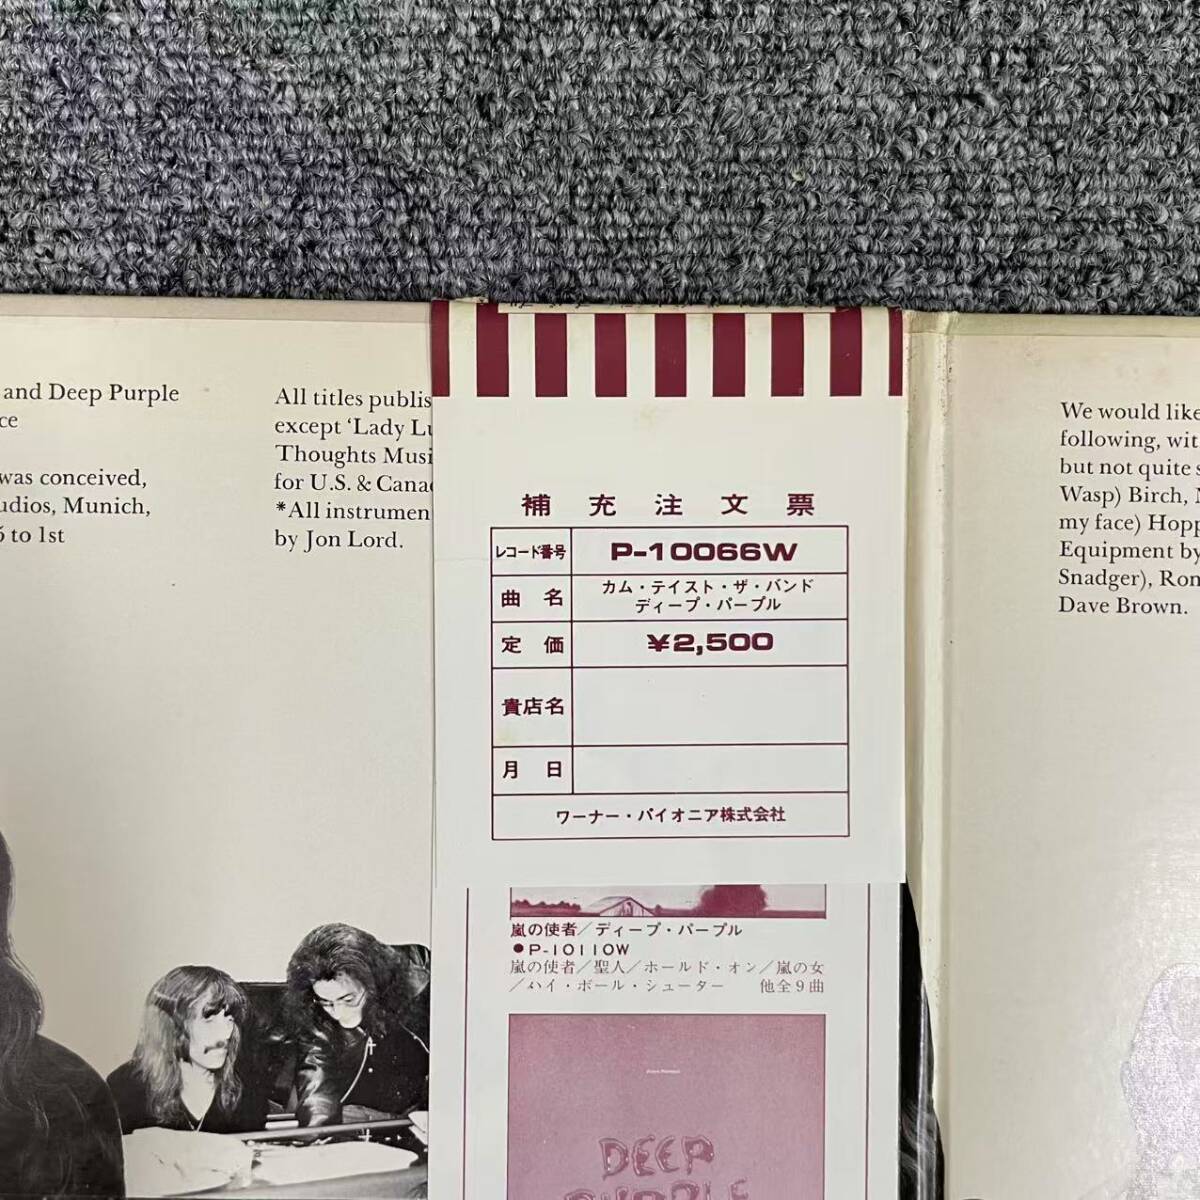 and Deep Purple
ce
was conceived,
udios, Munich,
to 1st
All titles publis
except ‘Lady Lu
Thoughts Musi
for U.S. & Canad
*All instrumen
by Jon Lord.
補充注文票
レコード番号 P-10066W
曲名 カム・テイスト・ザ・バンド
ディープ・パープル
定価 ¥2,500
貴店名
月日
ワーナー・パイオニア株式会社
嵐の使者/ディープ・パープル
●P-10110W
嵐の使者/聖人/ホールド・オン/嵐の女
/ハイ・ボール・シューター 他全9曲
DEEP
PURPLE
We would like
following, wit
but not quite s
Wasp) Birch,
my face) Hopp
Equipment by
Snadger), Ron
Dave Brown.